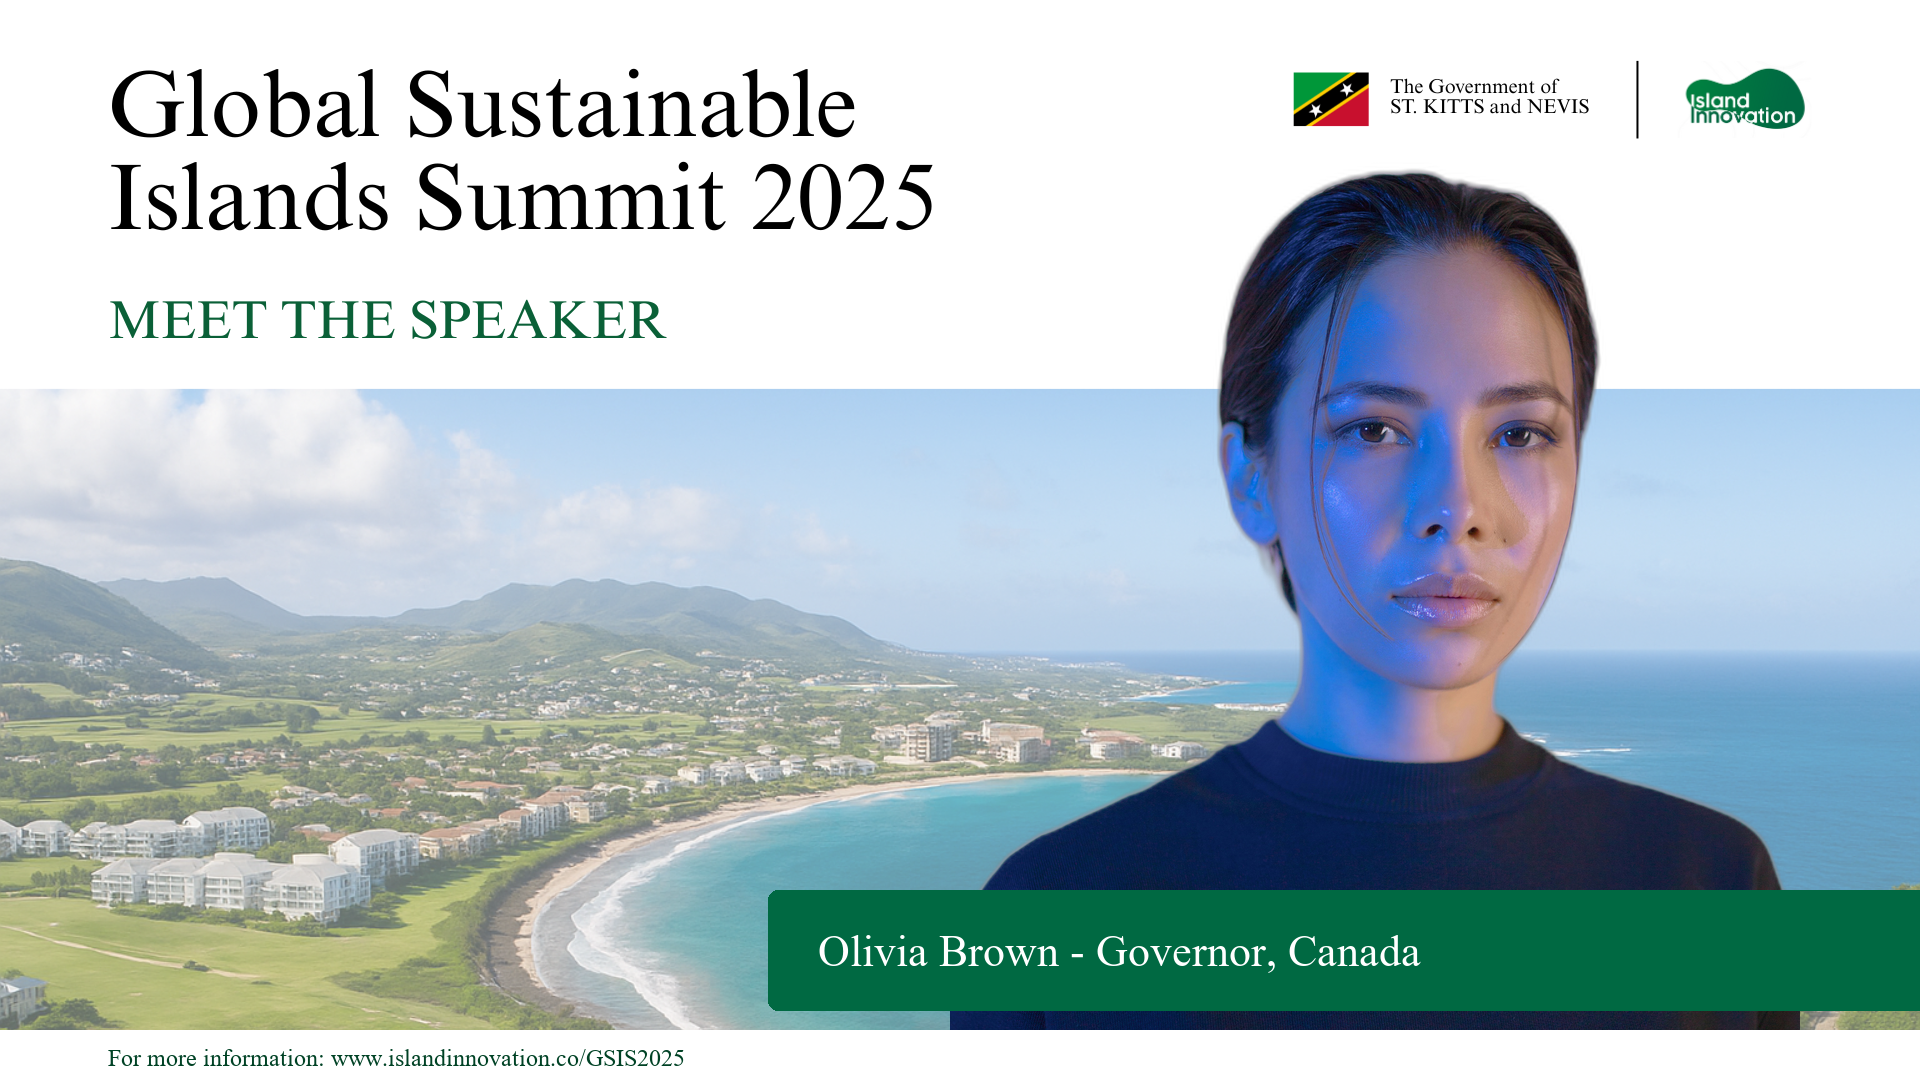 Global Sustainable
Islands Summit 2025
The Government of
ST. KITTS and NEVIS
Island
Innovation
MEET THE SPEAKER
Olivia Brown - Governor, Canada
For more information: www.islandinnovation.co/GSIS2025